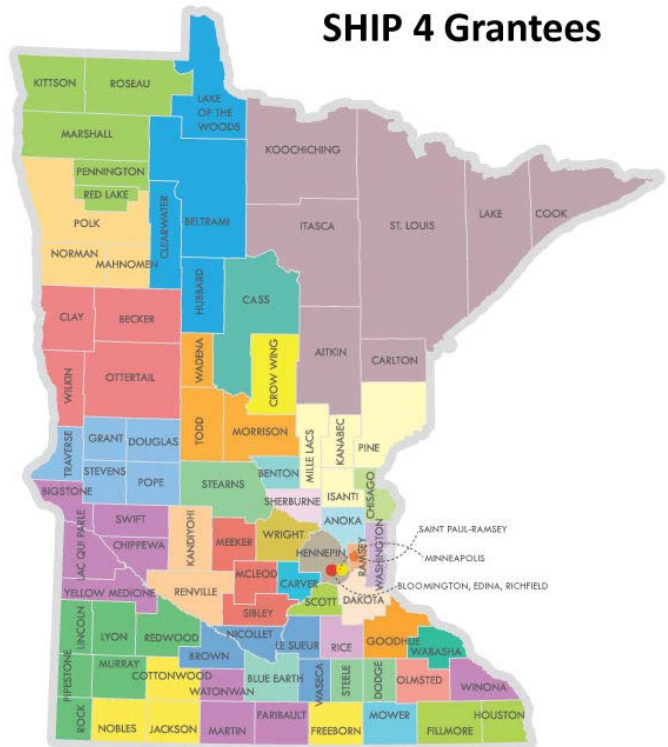 SHIP 4 Grantees
KITTSON
ROSEAU
LAKE
OF THE
WOODS
MARSHALL
KOOCHICHING
PENNINGTON
RED LAKE
POLK
CLEARWATER
BELTRAMI
ITASCA
ST. LOUIS
LAKE
COOK
NORMAN
MAHNOMEN
HUBBARD
CASS
CLAY
BECKER
WADENA
CROW WING
AITKIN
CARLTON
WILKIN
OTTERTAIL
TODD
MORRISON
MILLE LACS
KANABEC
PINE
TRAVERSE
GRANT
DOUGLAS
STEVENS
POPE
STEARNS
BENTON
SHERBURNE
ISANTI
CHISAGO
BIGSTONE
SWIFT
LAC QUI PARLE
CHIPPEWA
KANDIYOHI
MEEKER
WRIGHT
ANOKA
HENNEPIN
RAMSEY
WASHINGTON
SAINT PAUL-RAMSEY
MINNEAPOLIS
BLOOMINGTON, EDINA, RICHFIELD
YELLOW MEDICINE
RENVILLE
MCLEOD
CARVER
SCOTT
DAKOTA
SIBLEY
LINCOLN
LYON
REDWOOD
NICOLLET
LE SUEUR
RICE
GOODHUE
WABASHA
PIPESTONE
MURRAY
COTTONWOOD
BROWN
WATONWAN
BLUE EARTH
WASECA
STEELE
DODGE
OLMSTED
WINONA
ROCK
NOBLES
JACKSON
MARTIN
FARIBAULT
FREEBORN
MOWER
FILLMORE
HOUSTON